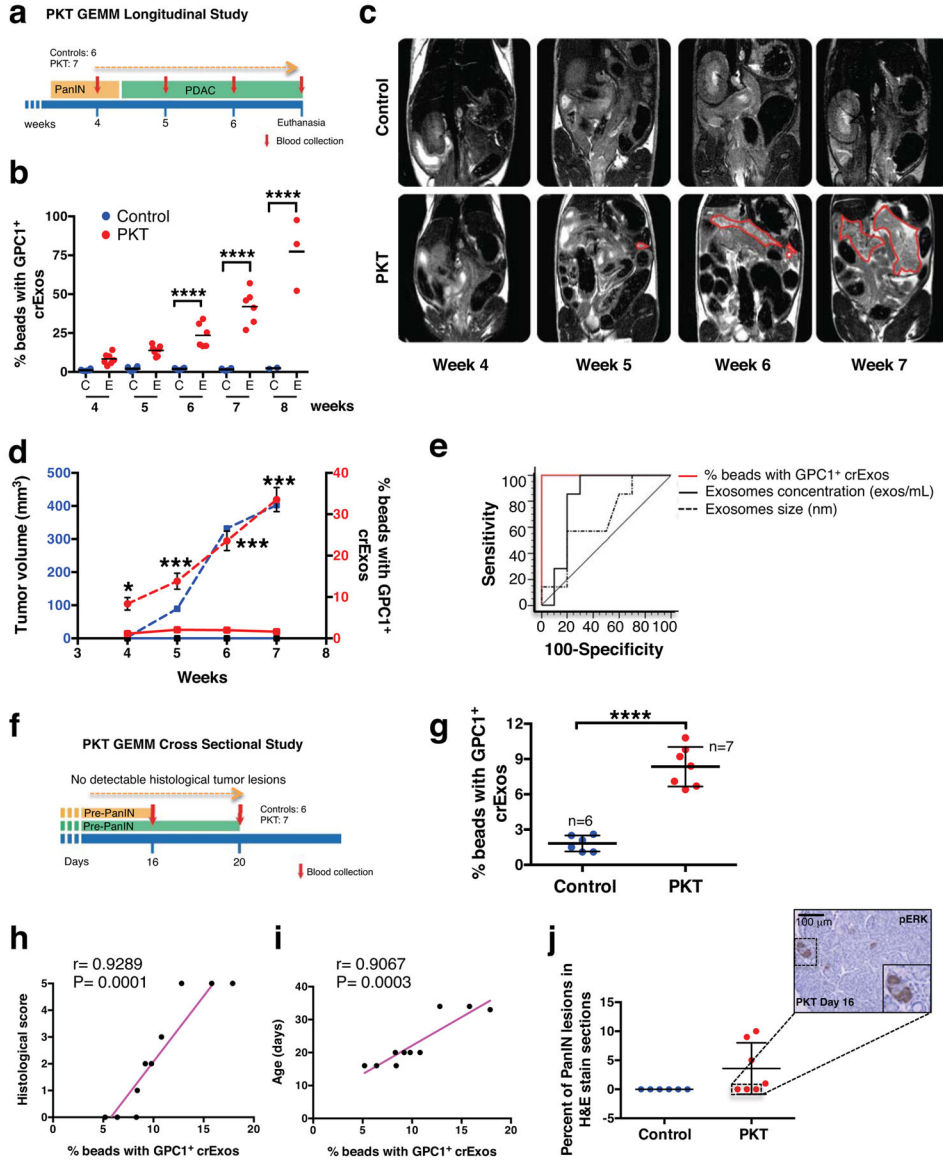 a
PKT GEMM Longitudinal Study
Controls: 6
PKT: 7
PanIN
PDAC
weeks
4
5
6
Euthanasia
Blood collection
b
Control
PKT
% beads with GPC1+
crExos
100
75
50
25
0
****
****
****
C E C E C E C E C E
4 5 6 7 8 weeks
c
Control
PKT
Week 4 Week 5 Week 6 Week 7
d
Tumor volume (mm³)
500
400
300
200
100
0
*
***
***
***
40
30
20
10
0
% beads with GPC1+
crExos
3 4 5 6 7 8
Weeks
e
Sensitivity
100
80
60
40
20
0
0 20 40 60 80 100
100-Specificity
% beads with GPC1+ crExos
Exosomes concentration (exos/mL)
Exosomes size (nm)
f
PKT GEMM Cross Sectional Study
No detectable histological tumor lesions
Pre-PanIN
Pre-PanIN
Controls: 6
PKT: 7
Days
16
20
Blood collection
g
% beads with GPC1+
crExos
12
9
6
3
0
****
n=6
n=7
Control PKT
h
r= 0.9289
P= 0.0001
Histological score
5
4
3
2
1
0
0 5 10 15 20
% beads with GPC1+ crExos
i
r= 0.9067
P= 0.0003
Age (days)
40
30
20
10
0
0 5 10 15 20
% beads with GPC1+ crExos
j
100 µm
pERK
PKT Day 16
Percent of PanIN lesions in
H&E stain sections
15
10
5
0
-5
Control PKT